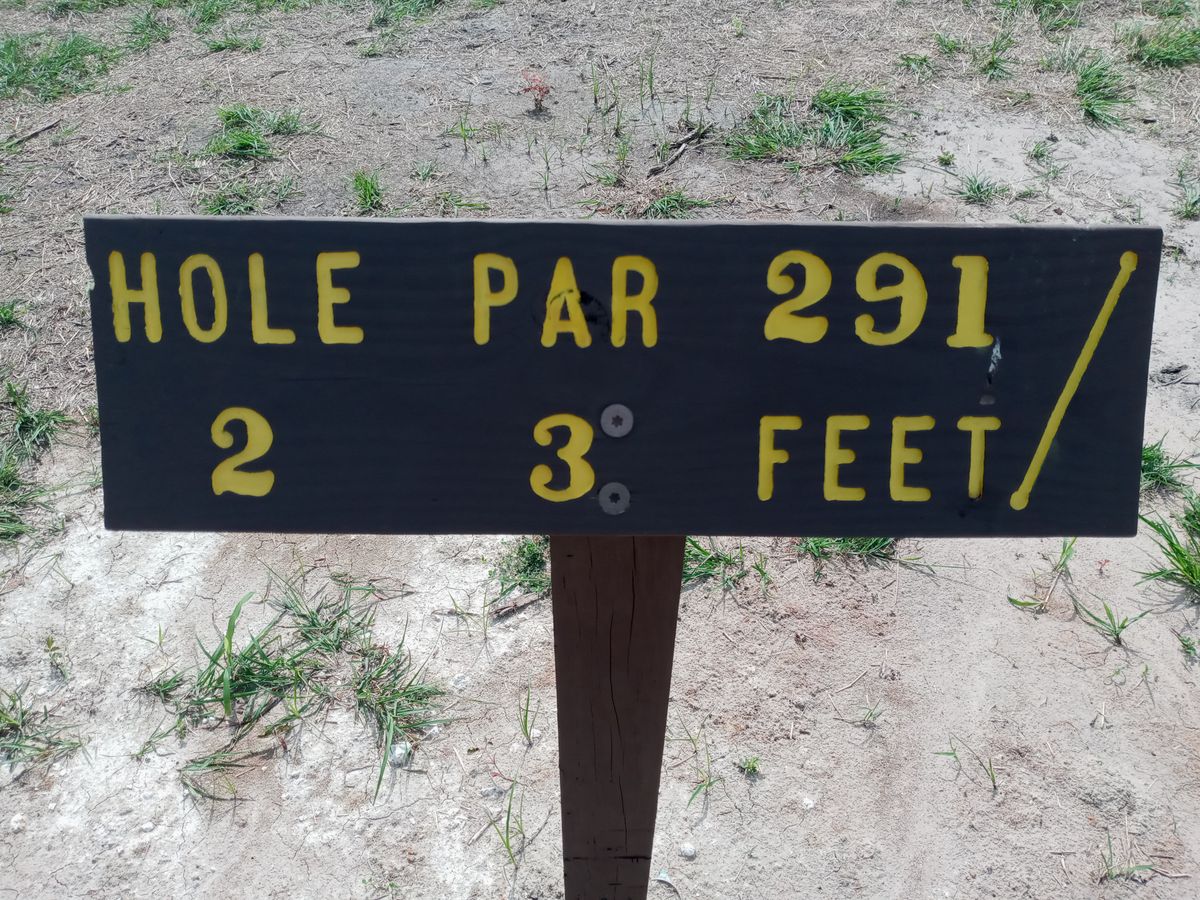 HOLE PAR 291
2 3 FEET